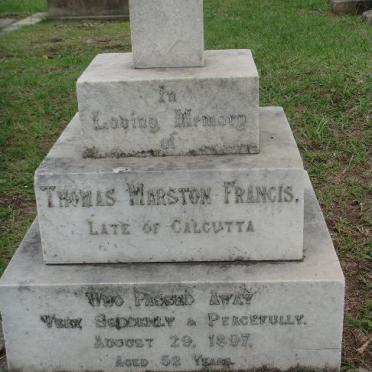 In
Loving Memory
of
THOMAS MARSTON FRANCIS.
LATE OF CALCUTTA
WHO PASSED AWAY
VERY SUDDENLY & PEACEFULLY.
AUGUST 29, 1897.
AGED 52 YEARS.